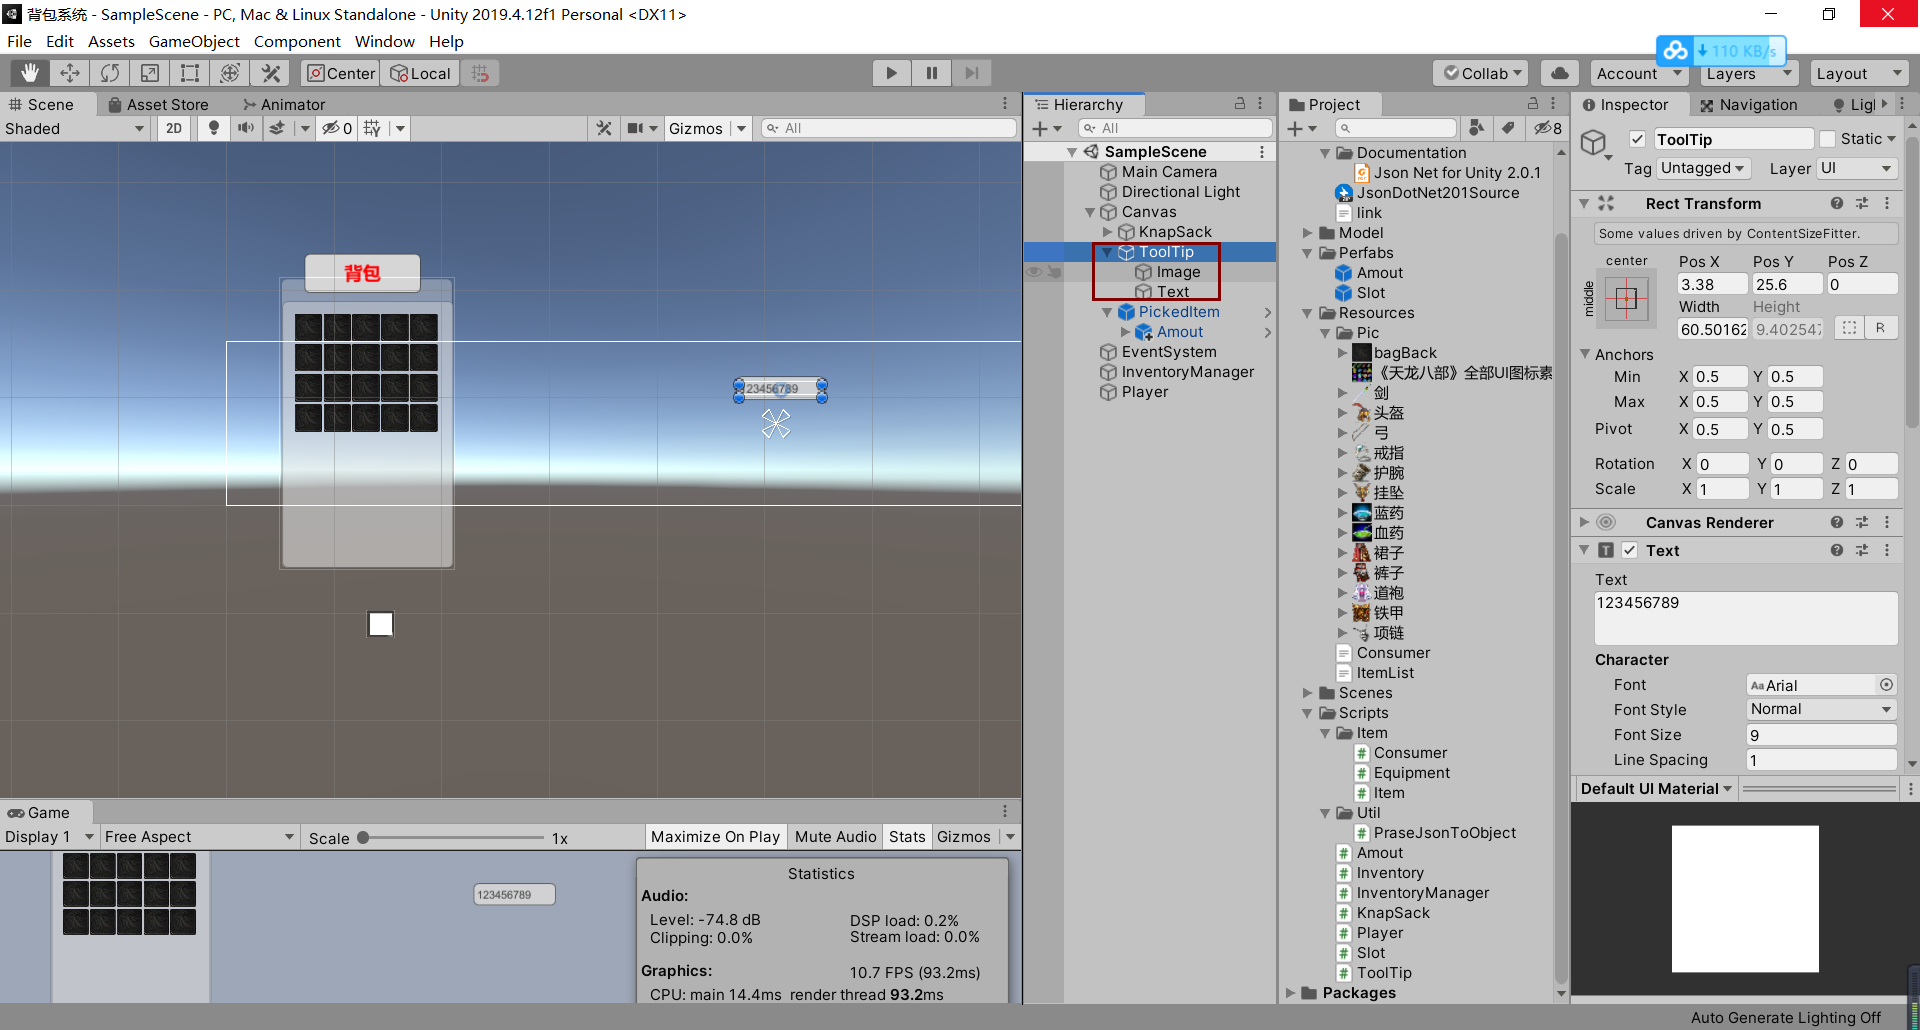 背包系统 - SampleScene - PC, Mac & Linux Standalone - Unity 2019.4.12f1 Personal <DX11>
File Edit Assets GameObject Component Window Help
110 KB/s
Center Local Collab Account Layers Layout
Scene Asset Store Animator
Shaded 2D 0 Gizmos All
背包
123456789
Game
Display 1 Free Aspect Scale 1x Maximize On Play Mute Audio Stats Gizmos
123456789
Statistics
Audio:
Level: -74.8 dB DSP load: 0.2%
Clipping: 0.0% Stream load: 0.0%
Graphics: 10.7 FPS (93.2ms)
CPU: main 14.4ms render thread 93.2ms
Hierarchy
All
SampleScene
Main Camera
Directional Light
Canvas
KnapSack
ToolTip
Image
Text
PickedItem
Amout
EventSystem
InventoryManager
Player
Project
8
Documentation
Json Net for Unity 2.0.1
JsonDotNet201Source
link
Model
Perfabs
Amout
Slot
Resources
Pic
bagBack
《天龙八部》全部UI图标素
剑
头盔
弓
戒指
护腕
挂坠
蓝药
血药
裙子
裤子
道袍
铁甲
项链
Consumer
ItemList
Scenes
Scripts
Item
Consumer
Equipment
Item
Util
PraseJsonToObject
Amout
Inventory
InventoryManager
KnapSack
Player
Slot
ToolTip
Packages
Inspector Navigation Ligl
ToolTip Static
Tag Untagged Layer UI
Rect Transform
Some values driven by ContentSizeFitter.
center Pos X Pos Y Pos Z
middle 3.38 25.6 0
Width Height
60.50162 9.402547 R
Anchors
Min X 0.5 Y 0.5
Max X 0.5 Y 0.5
Pivot X 0.5 Y 0.5
Rotation X 0 Y 0 Z 0
Scale X 1 Y 1 Z 1
Canvas Renderer
Text
Text
123456789
Character
Font Aa Arial
Font Style Normal
Font Size 9
Line Spacing 1
Default UI Material
Auto Generate Lighting Off